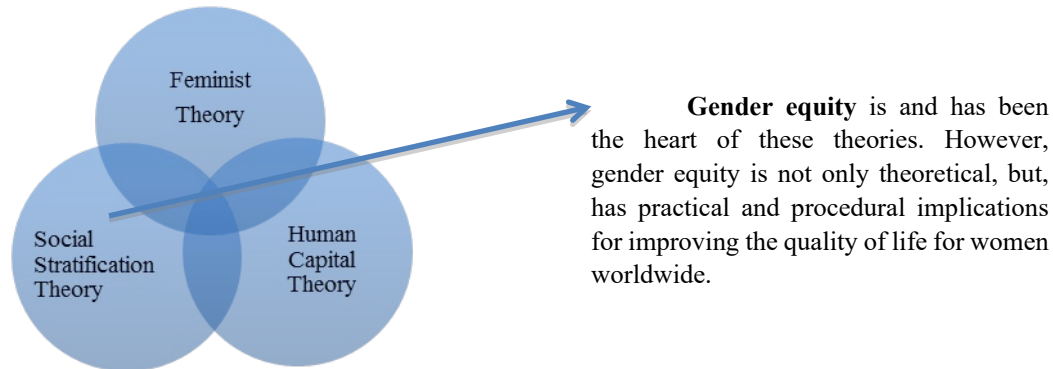 Feminist
Theory
Social
Stratification
Theory
Human
Capital
Theory
Gender equity is and has been
the heart of these theories. However,
gender equity is not only theoretical, but,
has practical and procedural implications
for improving the quality of life for women
worldwide.